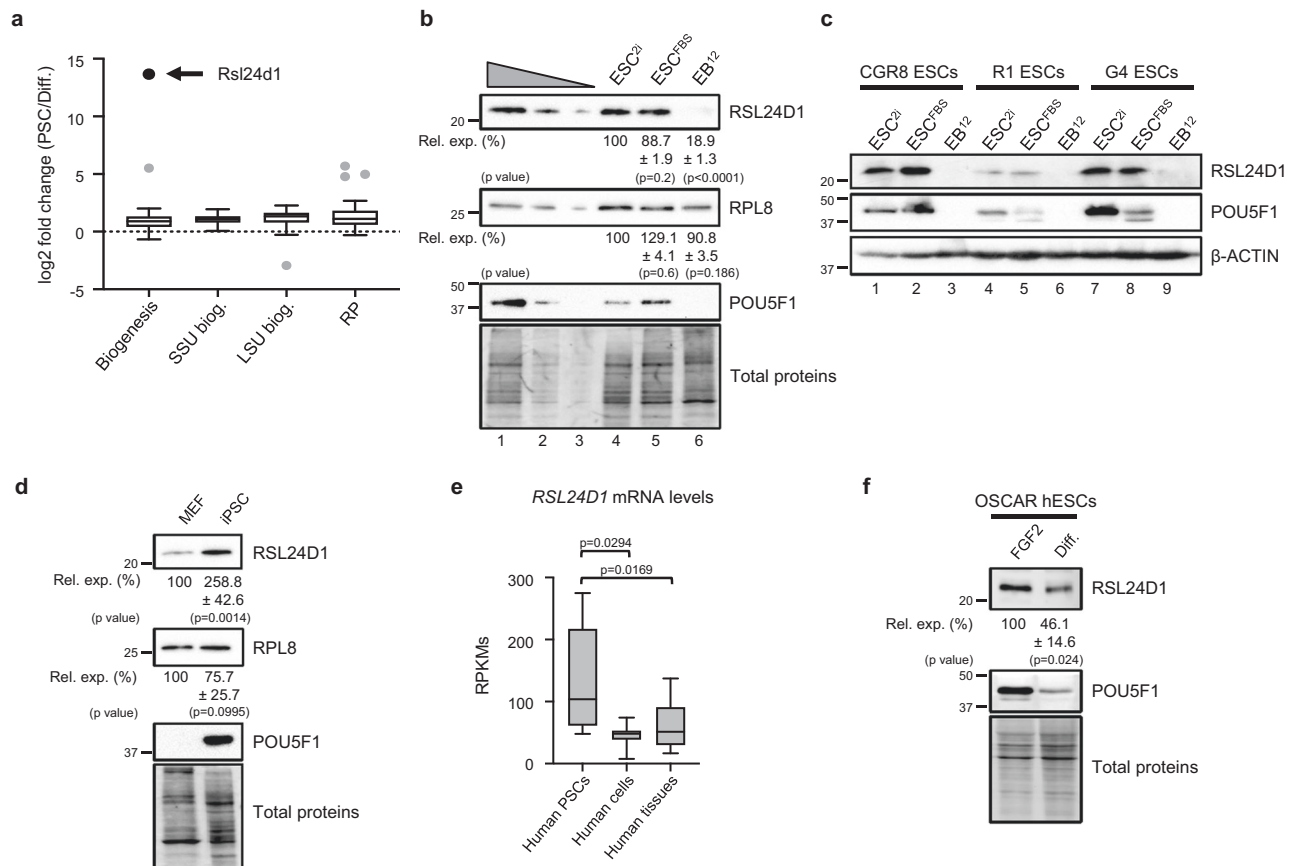 a
log2 fold change (PSC/Diff.)
15
10
5
0
-5
Rsl24d1
Biogenesis
SSU biog.
LSU biog.
RP
b
ESC2i
ESCFBS
EB12
20
RSL24D1
Rel. exp. (%)
100 88.7 18.9
± 1.9 ± 1.3
(p value) (p=0.2) (p<0.0001)
25
RPL8
Rel. exp. (%)
100 129.1 90.8
± 4.1 ± 3.5
(p value) (p=0.6) (p=0.186)
50
37
POU5F1
Total proteins
1 2 3 4 5 6
c
CGR8 ESCs R1 ESCs G4 ESCs
ESC2i ESCFBS EB12 ESC2i ESCFBS EB12 ESC2i ESCFBS EB12
20
RSL24D1
50
37
POU5F1
37
β-ACTIN
1 2 3 4 5 6 7 8 9
d
MEF
iPSC
20
RSL24D1
Rel. exp. (%) 100 258.8
± 42.6
(p value) (p=0.0014)
25
RPL8
Rel. exp. (%) 100 75.7
± 25.7
(p value) (p=0.0995)
37
POU5F1
Total proteins
e
RSL24D1 mRNA levels
p=0.0294
p=0.0169
RPKMs
300
200
100
0
Human PSCs
Human cells
Human tissues
f
OSCAR hESCs
FGF2
Diff.
20
RSL24D1
Rel. exp. (%) 100 46.1
± 14.6
(p value) (p=0.024)
50
37
POU5F1
Total proteins